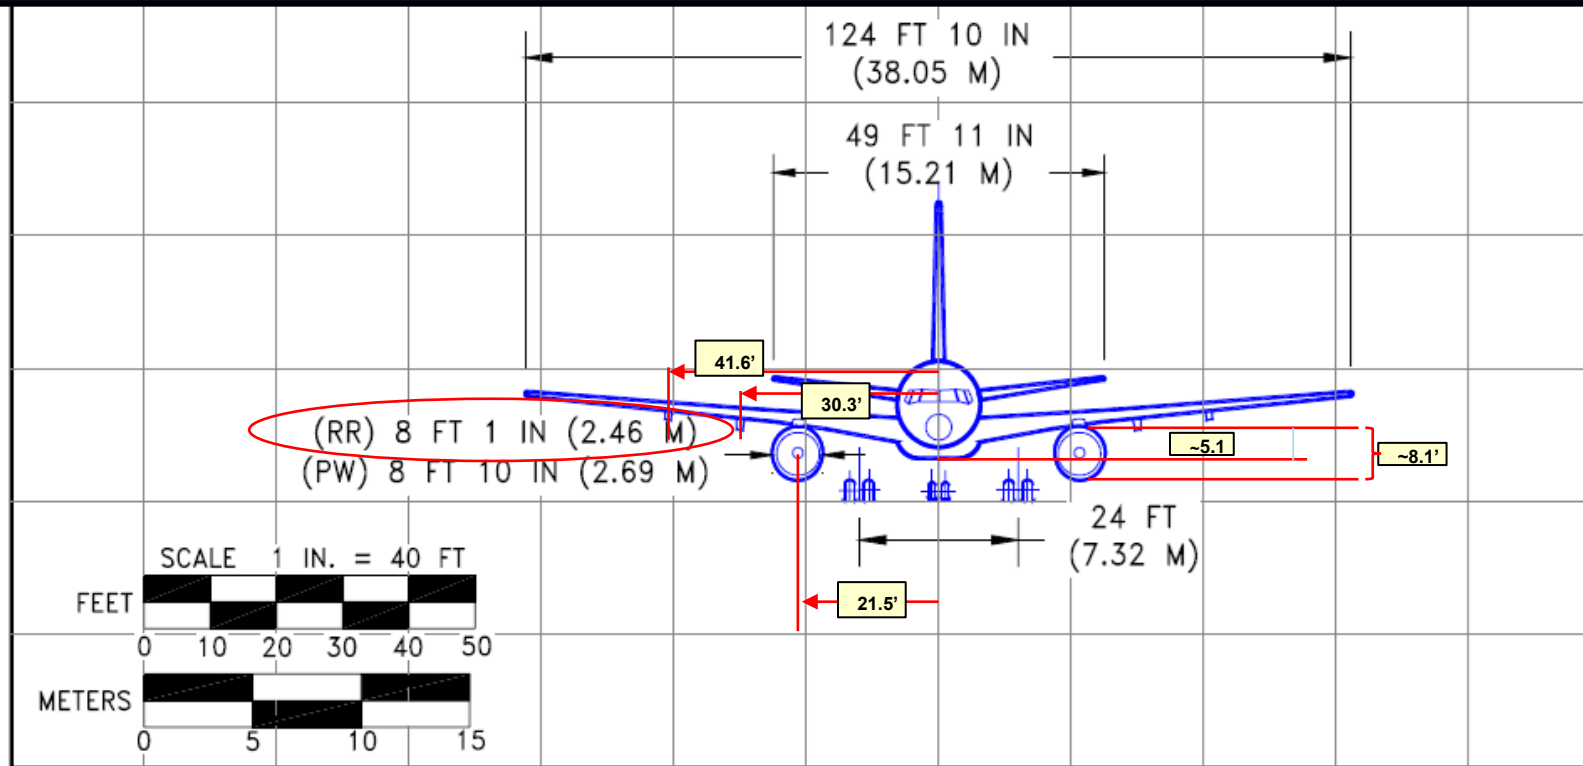 124 FT 10 IN
(38.05 M)
49 FT 11 IN
(15.21 M)
41.6’
30.3’
(RR) 8 FT 1 IN (2.46 M)
(PW) 8 FT 10 IN (2.69 M)
~5.1
~8.1’
24 FT
(7.32 M)
21.5’
SCALE 1 IN. = 40 FT
FEET
0 10 20 30 40 50
METERS
0 5 10 15